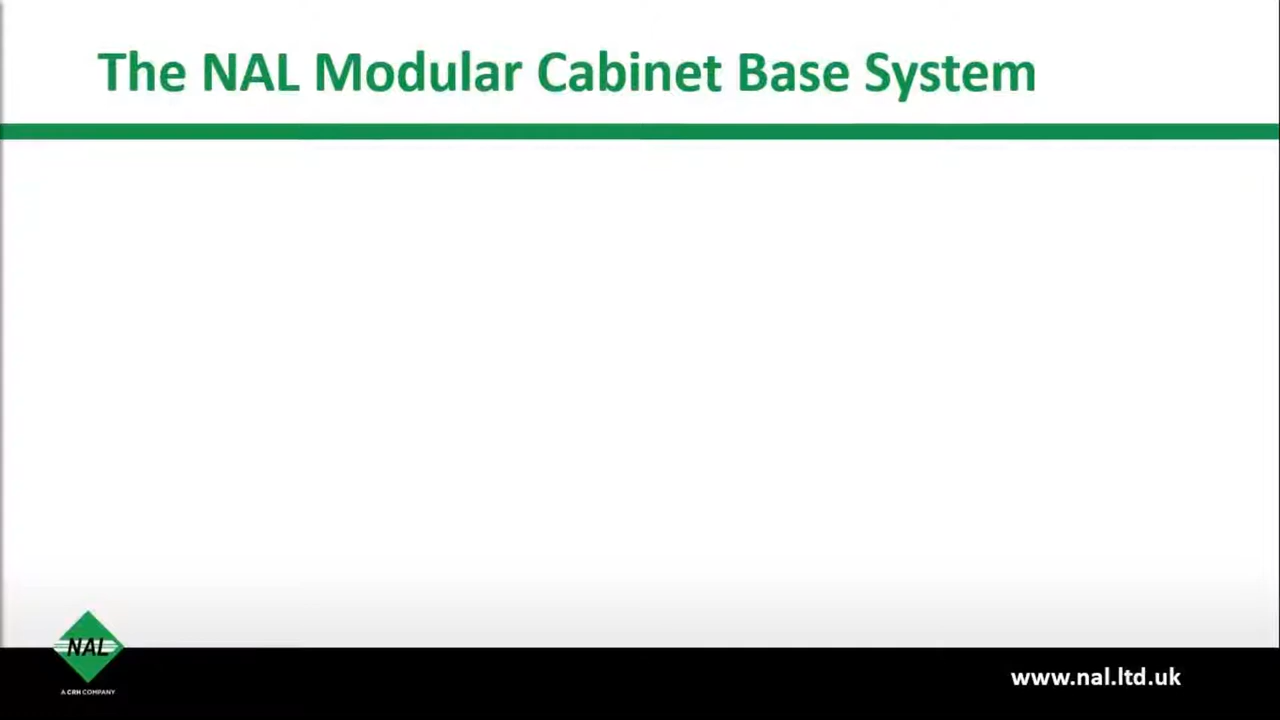 The NAL Modular Cabinet Base System
NAL
A CRH COMPANY
www.nal.ltd.uk